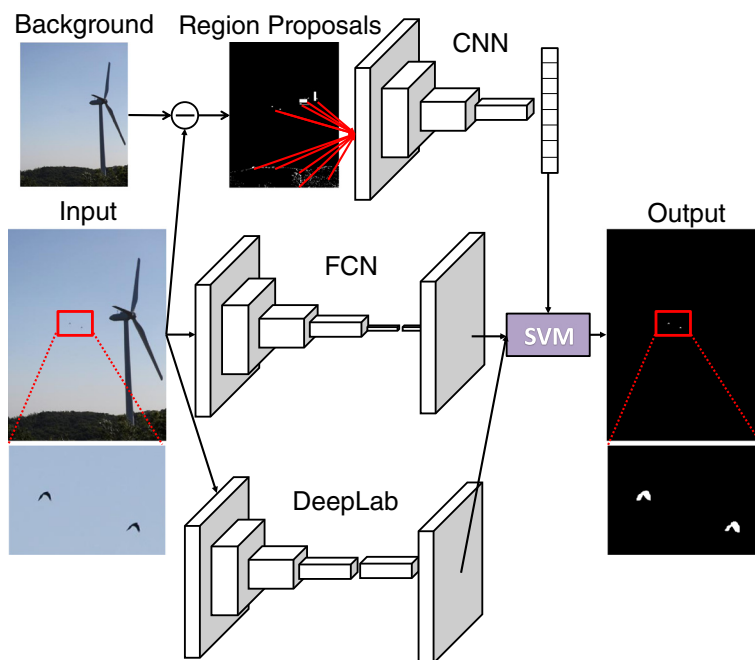 Background
Region Proposals
CNN
Input
FCN
Output
SVM
DeepLab